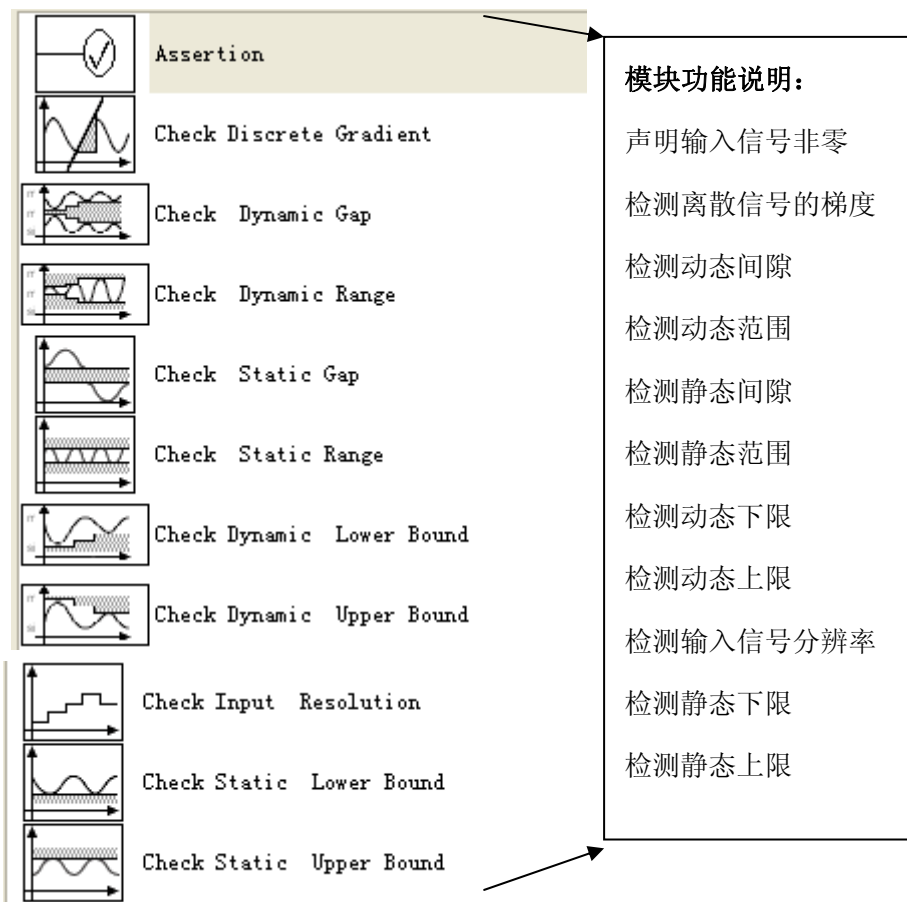 Assertion
Check Discrete Gradient
Check Dynamic Gap
Check Dynamic Range
Check Static Gap
Check Static Range
Check Dynamic Lower Bound
Check Dynamic Upper Bound
Check Input Resolution
Check Static Lower Bound
Check Static Upper Bound
模块功能说明：
声明输入信号非零
检测离散信号的梯度
检测动态间隙
检测动态范围
检测静态间隙
检测静态范围
检测动态下限
检测动态上限
检测输入信号分辨率
检测静态下限
检测静态上限